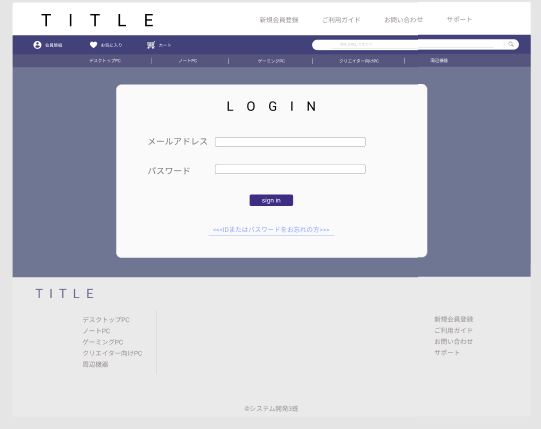 TITLE
新規会員登録 ご利用ガイド お問い合わせ サポート
会員情報 お気に入り カート
デスクトップPC ノートPC ゲーミングPC クリエイター向けPC 周辺機器
LOGIN
メールアドレス
パスワード
sign in
>>>IDまたはパスワードをお忘れの方>>>
TITLE
デスクトップPC
ノートPC
ゲーミングPC
クリエイター向けPC
周辺機器
新規会員登録
ご利用ガイド
お問い合わせ
サポート
©システム開発3班